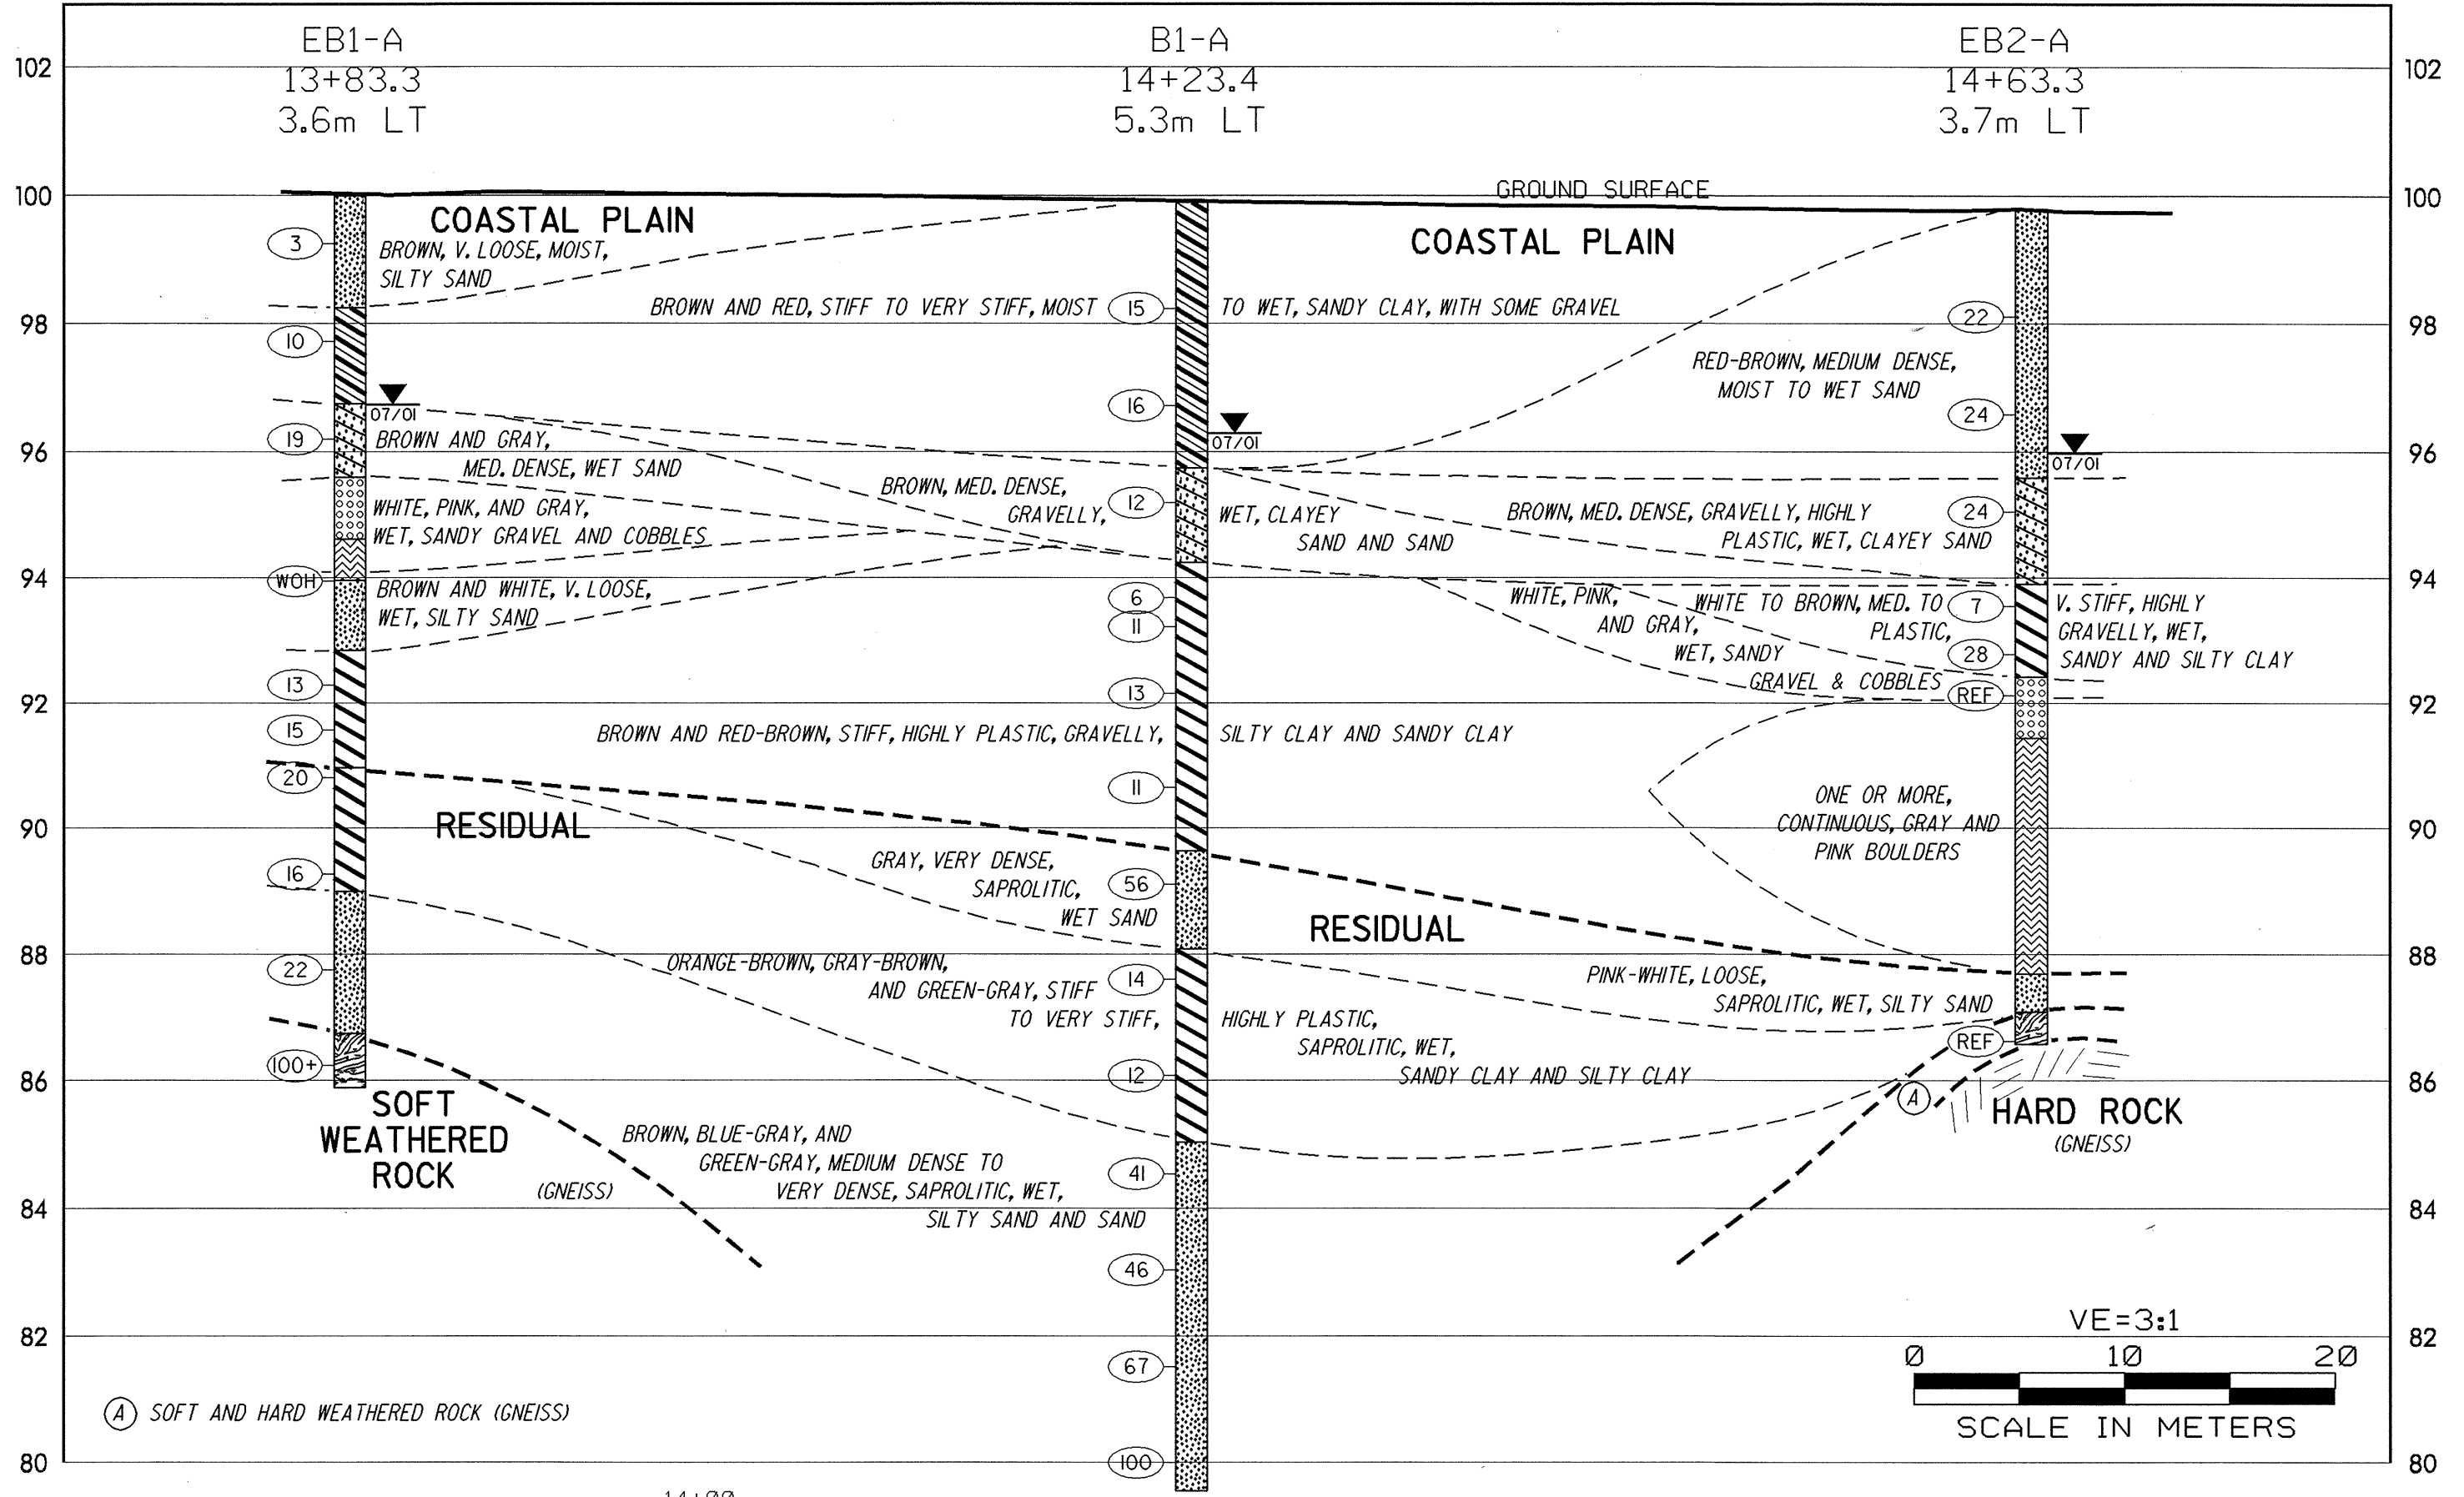 EB1-A
13+83.3
3.6m LT
B1-A
14+23.4
5.3m LT
EB2-A
14+63.3
3.7m LT
102
102
100
100
98
98
96
96
94
94
92
92
90
90
88
88
86
86
84
84
82
82
80
80
GROUND SURFACE
COASTAL PLAIN
COASTAL PLAIN
3
BROWN, V. LOOSE, MOIST,
SILTY SAND
BROWN AND RED, STIFF TO VERY STIFF, MOIST 15 TO WET, SANDY CLAY, WITH SOME GRAVEL
22
10
RED-BROWN, MEDIUM DENSE,
MOIST TO WET SAND
07/01
16
24
07/01
07/01
19
BROWN AND GRAY,
MED. DENSE, WET SAND
WHITE, PINK, AND GRAY,
WET, SANDY GRAVEL AND COBBLES
BROWN, MED. DENSE,
GRAVELLY, 12 WET, CLAYEY
SAND AND SAND
BROWN, MED. DENSE, GRAVELLY, HIGHLY
PLASTIC, WET, CLAYEY SAND
24
WOH
BROWN AND WHITE, V. LOOSE,
WET, SILTY SAND
6
11
WHITE, PINK,
AND GRAY,
WET, SANDY
GRAVEL & COBBLES
WHITE TO BROWN, MED. TO 7 V. STIFF, HIGHLY
PLASTIC, GRAVELLY, WET,
28 SANDY AND SILTY CLAY
REF
13
13
15
BROWN AND RED-BROWN, STIFF, HIGHLY PLASTIC, GRAVELLY, SILTY CLAY AND SANDY CLAY
20
11
RESIDUAL
ONE OR MORE,
CONTINUOUS, GRAY AND
PINK BOULDERS
16
GRAY, VERY DENSE,
SAPROLITIC, 56
WET SAND
RESIDUAL
22
ORANGE-BROWN, GRAY-BROWN,
AND GREEN-GRAY, STIFF 14
TO VERY STIFF, HIGHLY PLASTIC,
SAPROLITIC, WET,
SANDY CLAY AND SILTY CLAY
12
PINK-WHITE, LOOSE,
SAPROLITIC, WET, SILTY SAND
REF
100+
SOFT
WEATHERED
ROCK
(GNEISS)
BROWN, BLUE-GRAY, AND
GREEN-GRAY, MEDIUM DENSE TO
VERY DENSE, SAPROLITIC, WET,
SILTY SAND AND SAND
41
A
HARD ROCK
(GNEISS)
46
67
100
VE=3:1
0 10 20
SCALE IN METERS
A SOFT AND HARD WEATHERED ROCK (GNEISS)